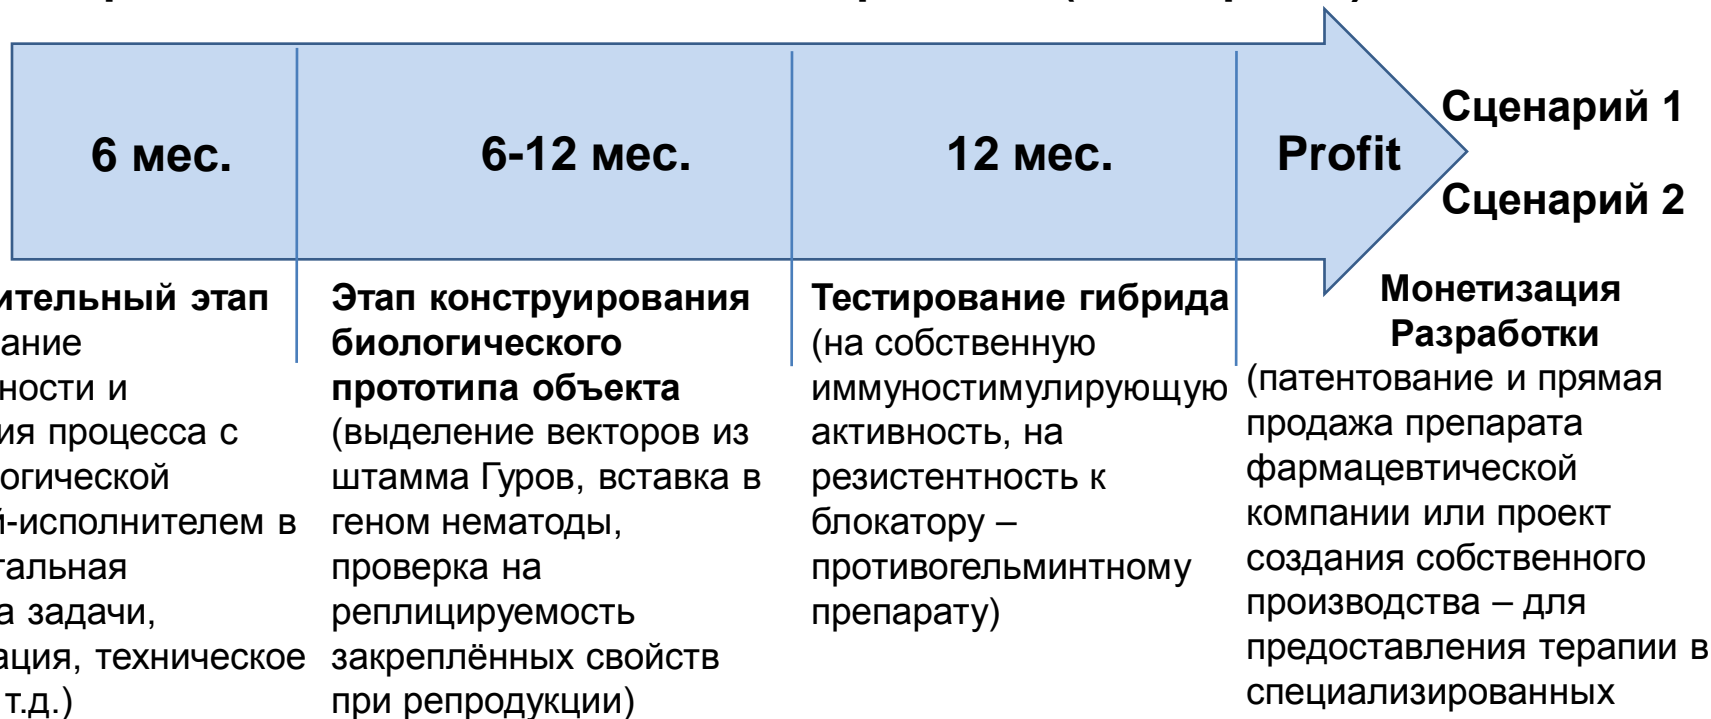 6 мес.
6-12 мес.
12 мес.
Profit
Сценарий 1
Сценарий 2
ительный этап
ание
ности и
ия процесса с
огической
й-исполнителем в
тальная
а задачи,
ация, техническое
т.д.)
Этап конструирования
биологического
прототипа объекта
(выделение векторов из
штамма Гуров, вставка в
геном нематоды,
проверка на
реплицируемость
закреплённых свойств
при репродукции)
Тестирование гибрида
(на собственную
иммуностимулирующую
активность, на
резистентность к
блокатору –
противогельминтному
препарату)
Монетизация
Разработки
(патентование и прямая
продажа препарата
фармацевтической
компании или проект
создания собственного
производства – для
предоставления терапии в
специализированных